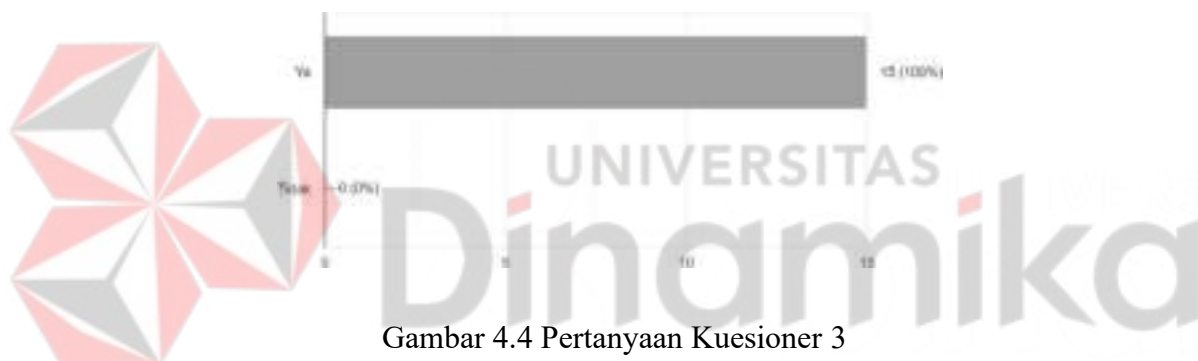 Ya 15 (100%)
UNIVERSITAS
Tidak 0 (0%)
Dinamika
0 5 10 15
Gambar 4.4 Pertanyaan Kuesioner 3